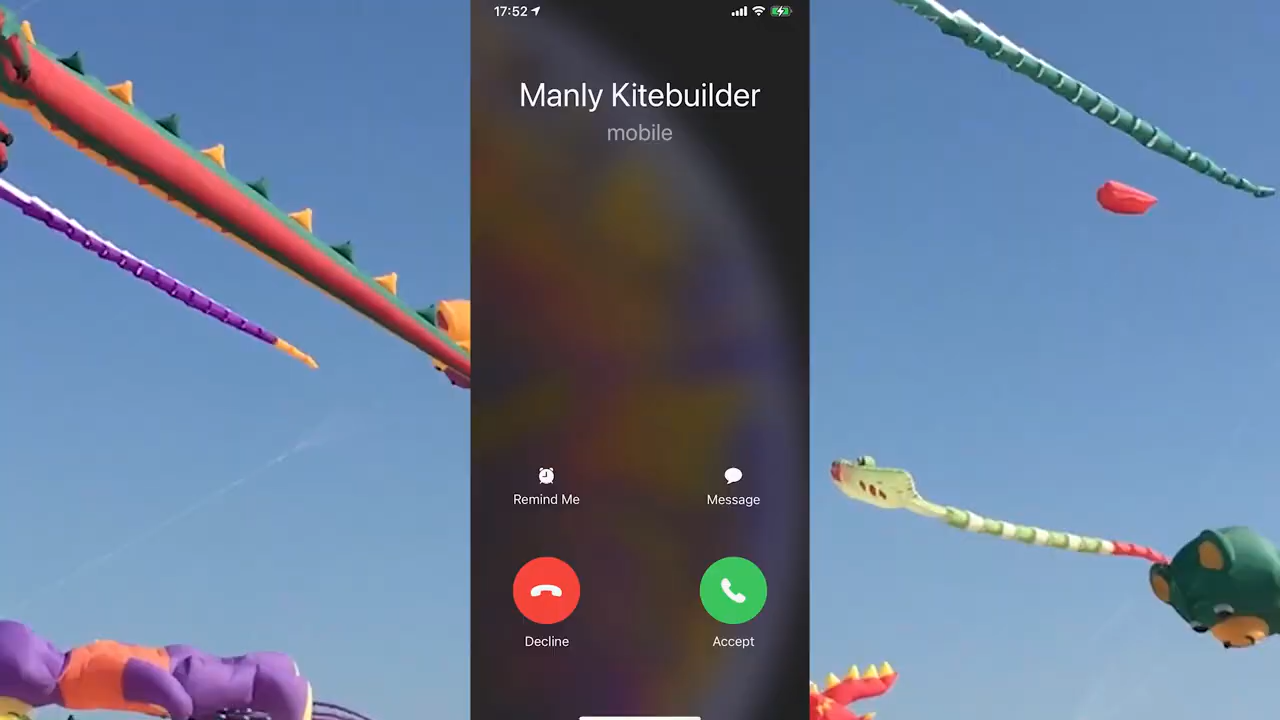 17:52
Manly Kitebuilder
mobile
Remind Me
Message
Decline
Accept